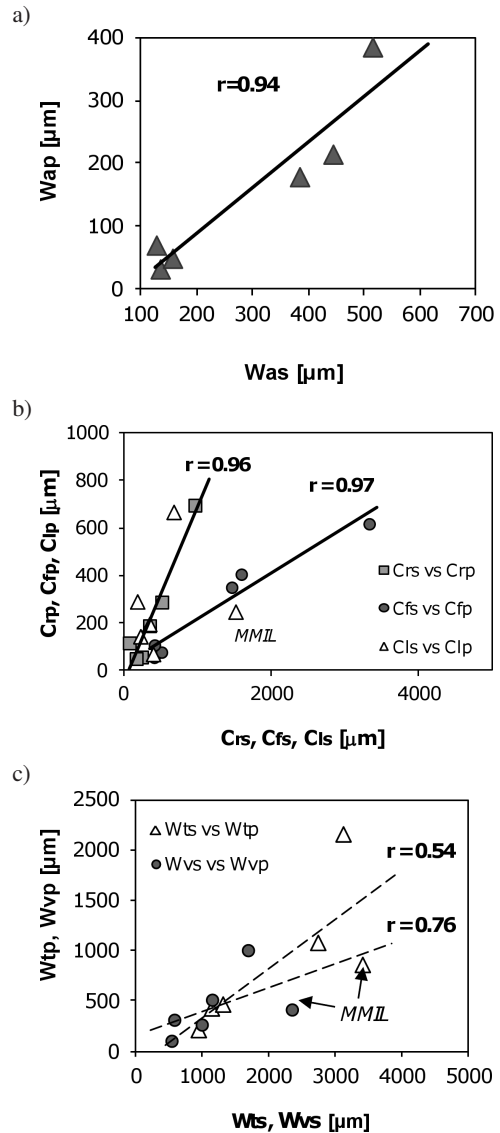 a)
400
300
200
100
0
Wap [µm]
r=0.94
100 200 300 400 500 600 700
Was [µm]
b)
1000
800
600
400
200
0
Crp, Cfp, Clp [µm]
r = 0.96
r = 0.97
Crs vs Crp
Cfs vs Cfp
Cls vs Clp
MMIL
0 2000 4000
Crs, Cfs, Cls [µm]
c)
2500
2000
1500
1000
500
0
Wtp, Wvp [µm]
Wts vs Wtp
Wvs vs Wvp
r = 0.54
r = 0.76
MMIL
0 1000 2000 3000 4000 5000
Wts, Wvs [µm]